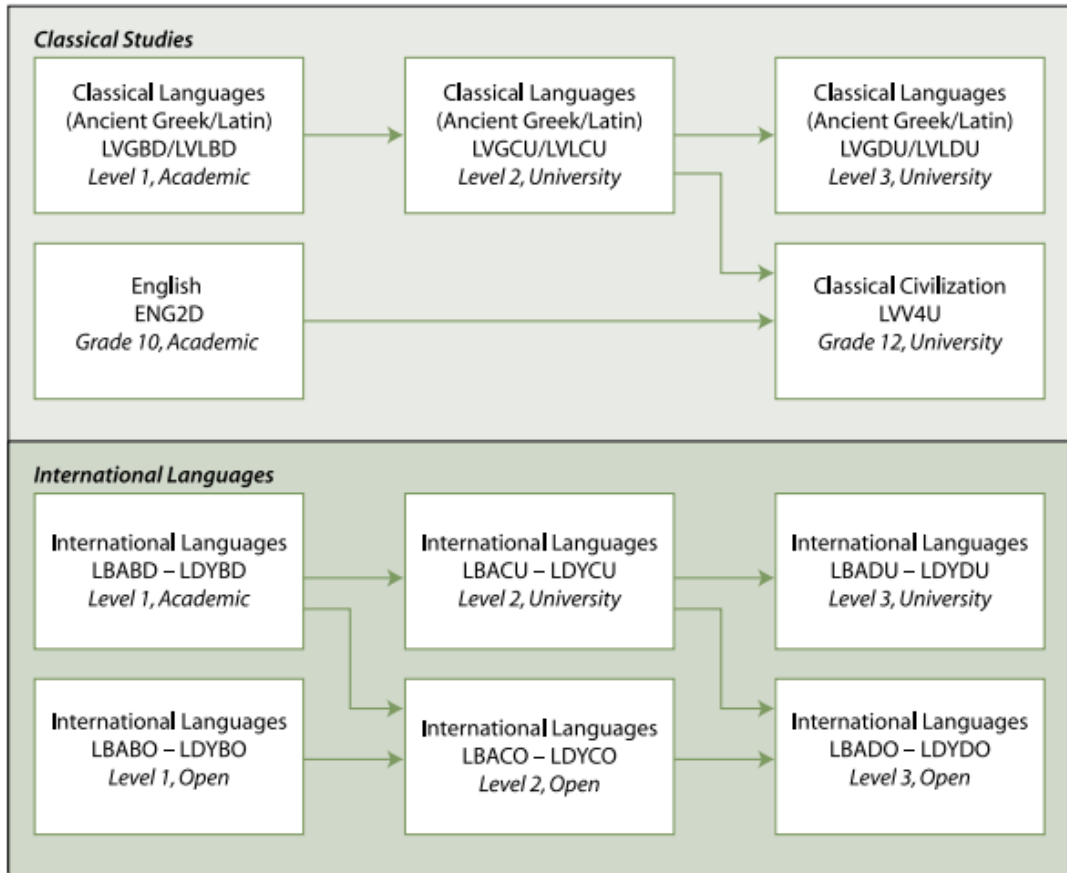 Classical Studies
Classical Languages
(Ancient Greek/Latin)
LVGBD/LVLBD
Level 1, Academic
Classical Languages
(Ancient Greek/Latin)
LVGCU/LVLCU
Level 2, University
Classical Languages
(Ancient Greek/Latin)
LVGDU/LVLDU
Level 3, University
English
ENG2D
Grade 10, Academic
Classical Civilization
LVV4U
Grade 12, University
International Languages
International Languages
LBABD – LDYBD
Level 1, Academic
International Languages
LBACU – LDYCU
Level 2, University
International Languages
LBADU – LDYDU
Level 3, University
International Languages
LBABO – LDYBO
Level 1, Open
International Languages
LBACO – LDYCO
Level 2, Open
International Languages
LBADO – LDYDO
Level 3, Open